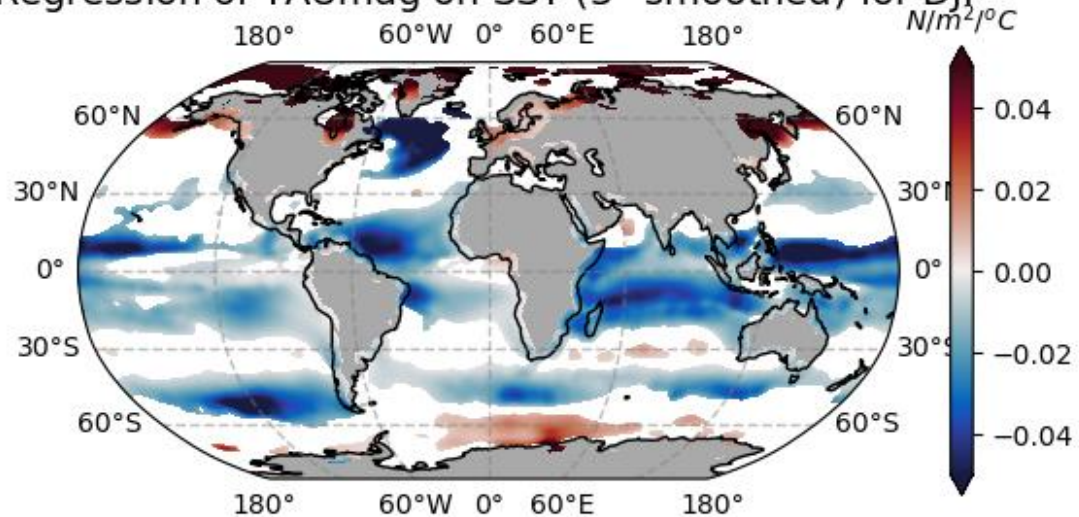 Regression of TAUmag on SST (3° smoothed) for DJF
N/m²/°C
180° 60°W 0° 60°E 180°
60°N
30°N 30°N
0° 0°
30°S 30°S
60°S 60°S
180° 60°W 0° 60°E 180°
0.04
0.02
0.00
−0.02
−0.04